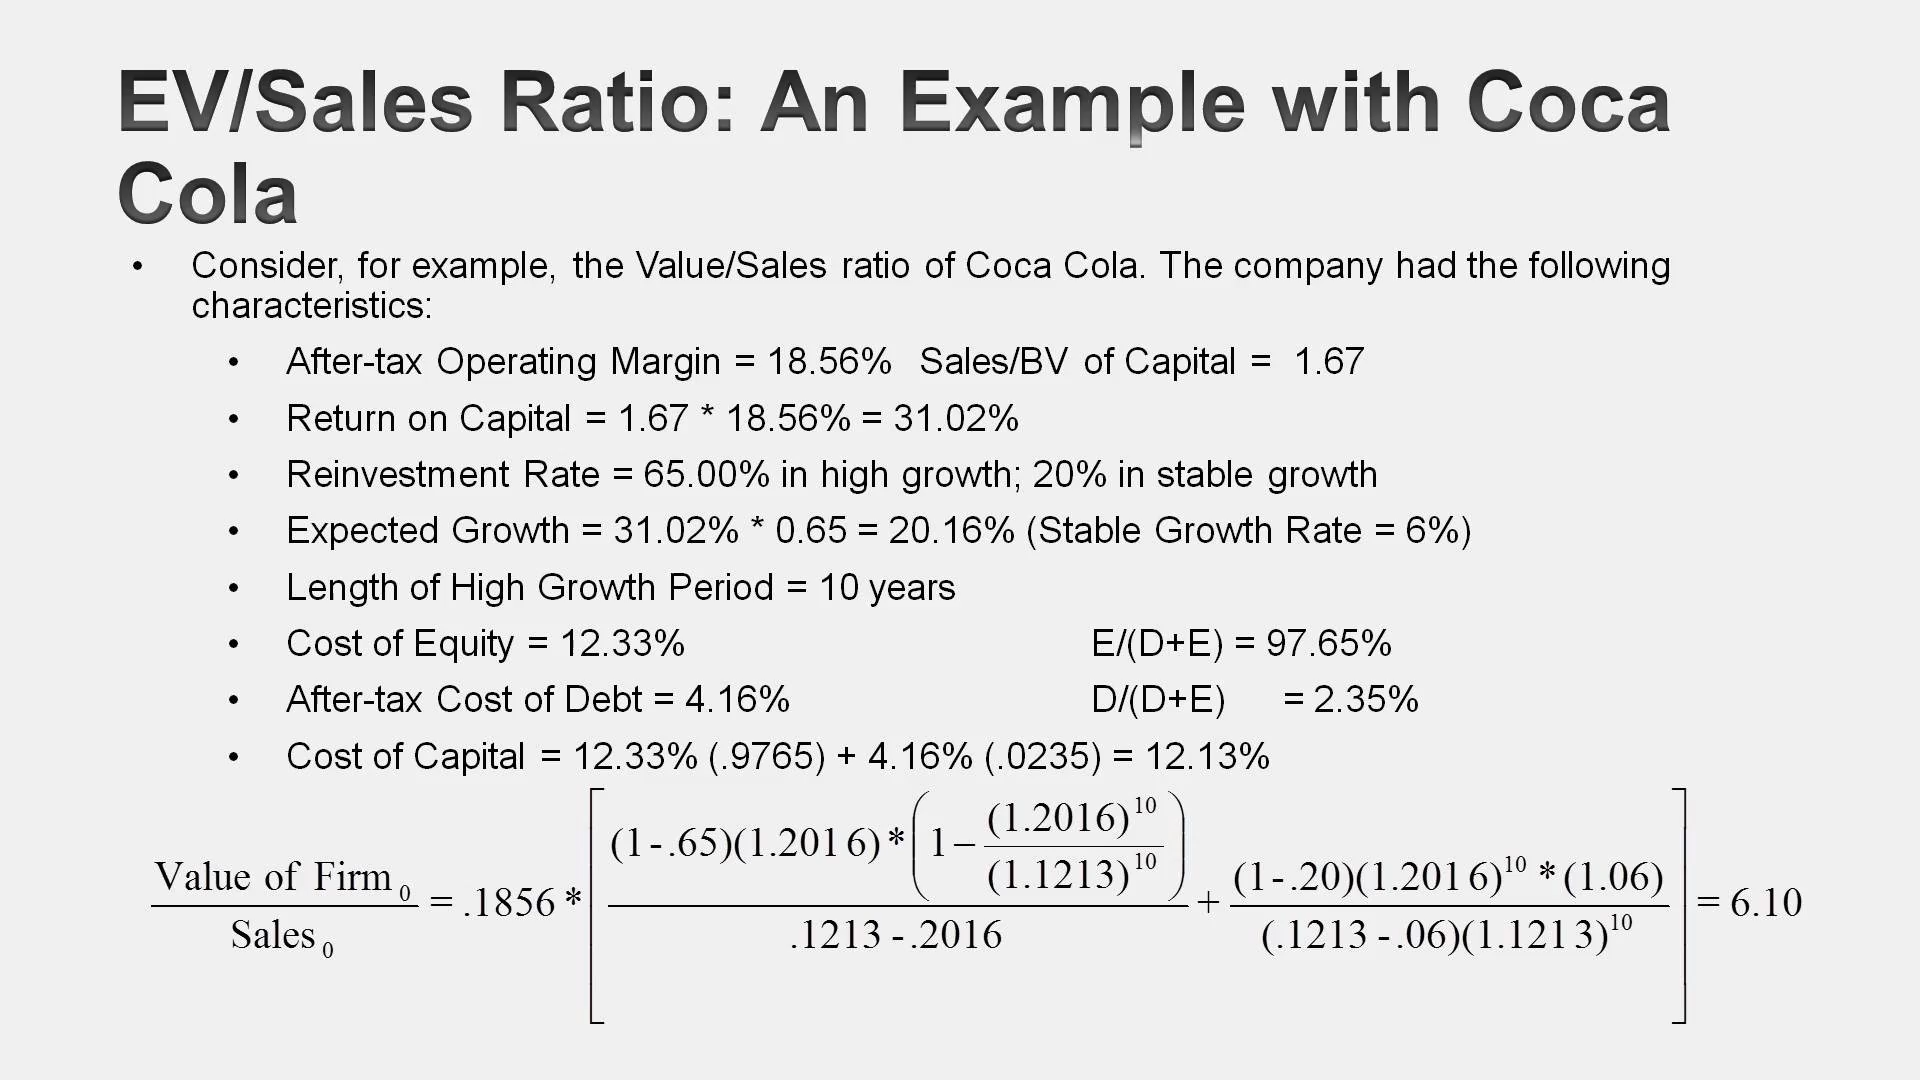 EV/Sales Ratio: An Example with Coca
Cola
• Consider, for example, the Value/Sales ratio of Coca Cola. The company had the following
characteristics:
• After-tax Operating Margin = 18.56% Sales/BV of Capital = 1.67
• Return on Capital = 1.67 * 18.56% = 31.02%
• Reinvestment Rate = 65.00% in high growth; 20% in stable growth
• Expected Growth = 31.02% * 0.65 = 20.16% (Stable Growth Rate = 6%)
• Length of High Growth Period = 10 years
• Cost of Equity = 12.33% E/(D+E) = 97.65%
• After-tax Cost of Debt = 4.16% D/(D+E) = 2.35%
• Cost of Capital = 12.33% (.9765) + 4.16% (.0235) = 12.13%
Value of Firm₀ / Sales₀ = .1856 * [ (1-.65)(1.2016) * (1 − (1.2016)¹⁰ / (1.1213)¹⁰) / (.1213 - .2016) + (1-.20)(1.2016)¹⁰ * (1.06) / ((.1213 - .06)(1.1213)¹⁰) ] = 6.10